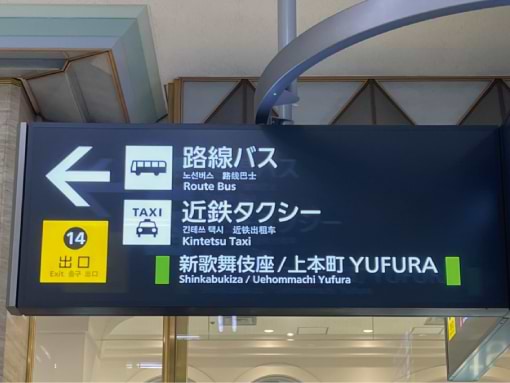 路線バス
노선버스 路线巴士
Route Bus
TAXI
近鉄タクシー
긴테쓰 택시 近铁出租车
Kintetsu Taxi
14
出口
Exit 출구 出口
新歌舞伎座/上本町 YUFURA
Shinkabukiza / Uehommachi Yufura